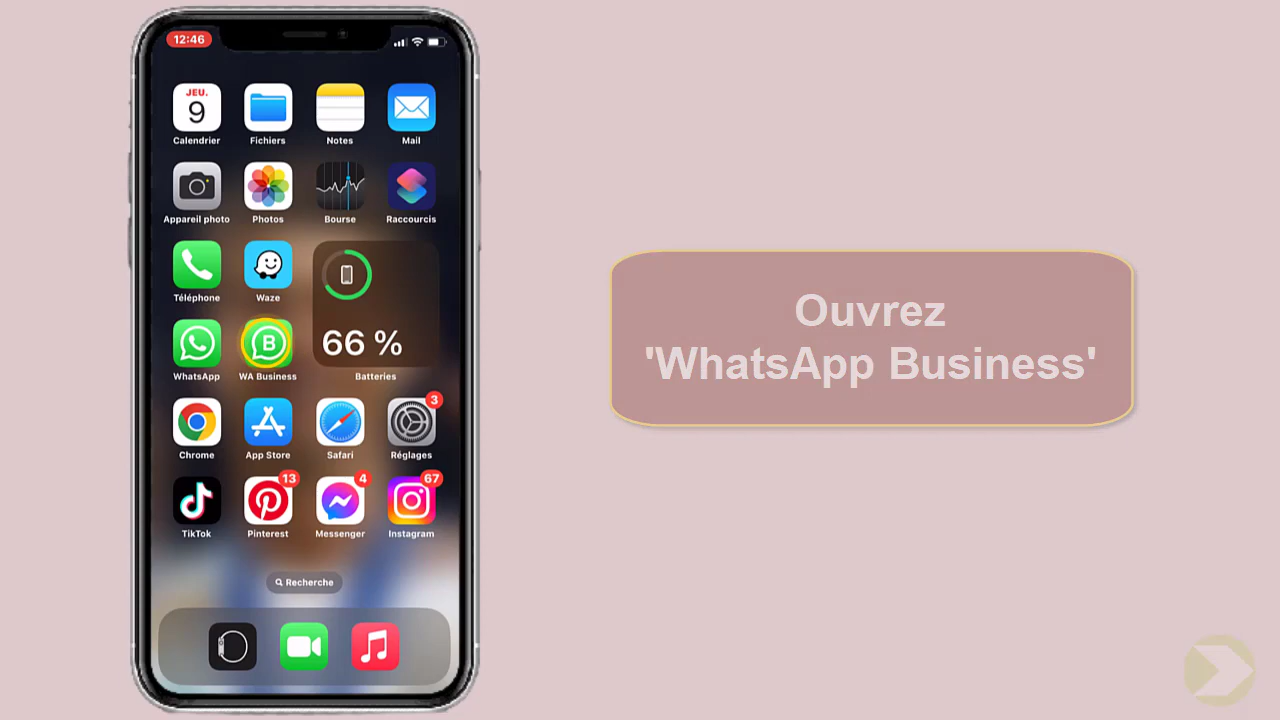 12:46
JEU.
9
Calendrier
Fichiers
Notes
Mail
Appareil photo
Photos
Bourse
Raccourcis
Téléphone
Waze
66 %
Batteries
WhatsApp
B
WA Business
Chrome
App Store
Safari
3
Réglages
TikTok
13
Pinterest
4
Messenger
67
Instagram
Recherche
Ouvrez
'WhatsApp Business'